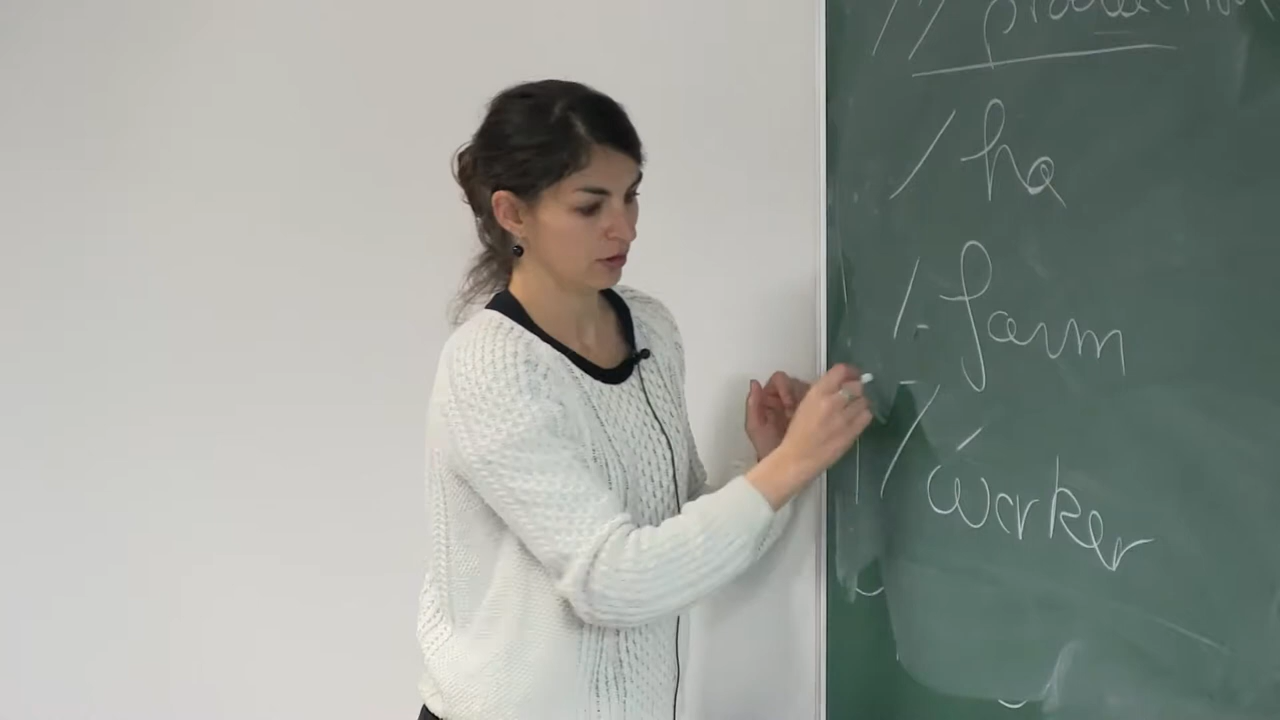 / ha
/. farm
/ worker